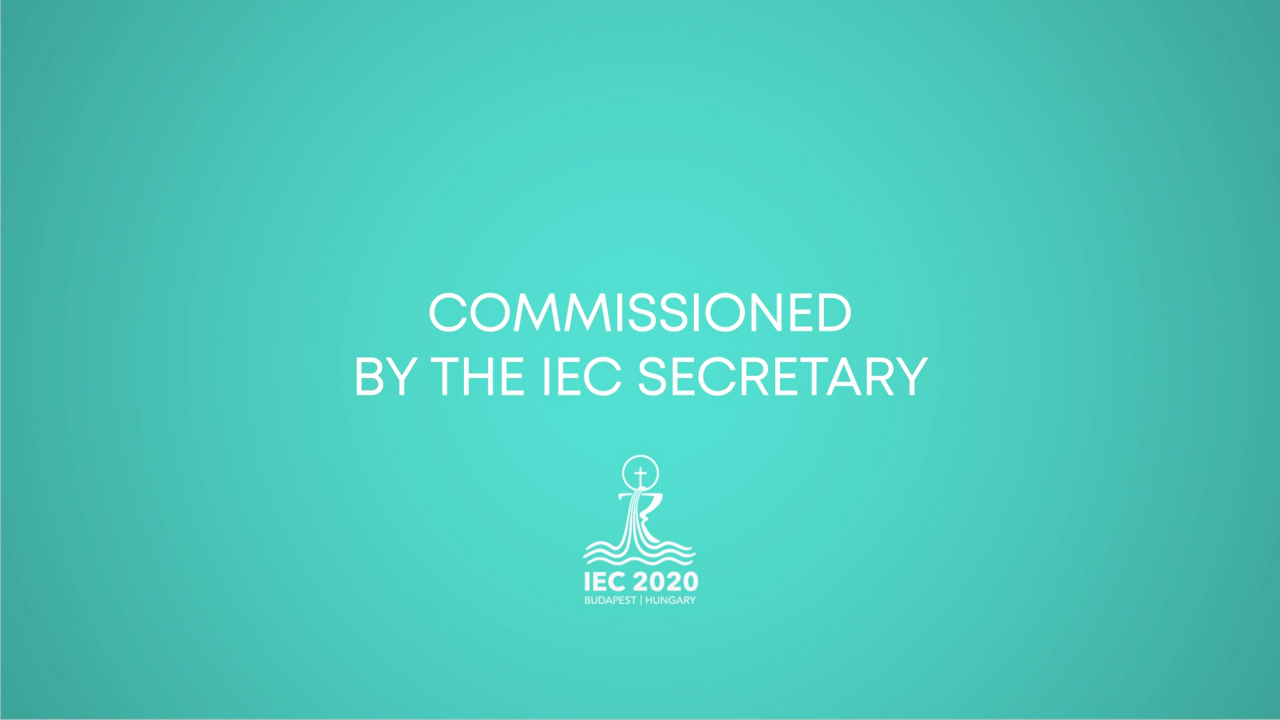 COMMISSIONED
BY THE IEC SECRETARY
IEC 2020
BUDAPEST | HUNGARY